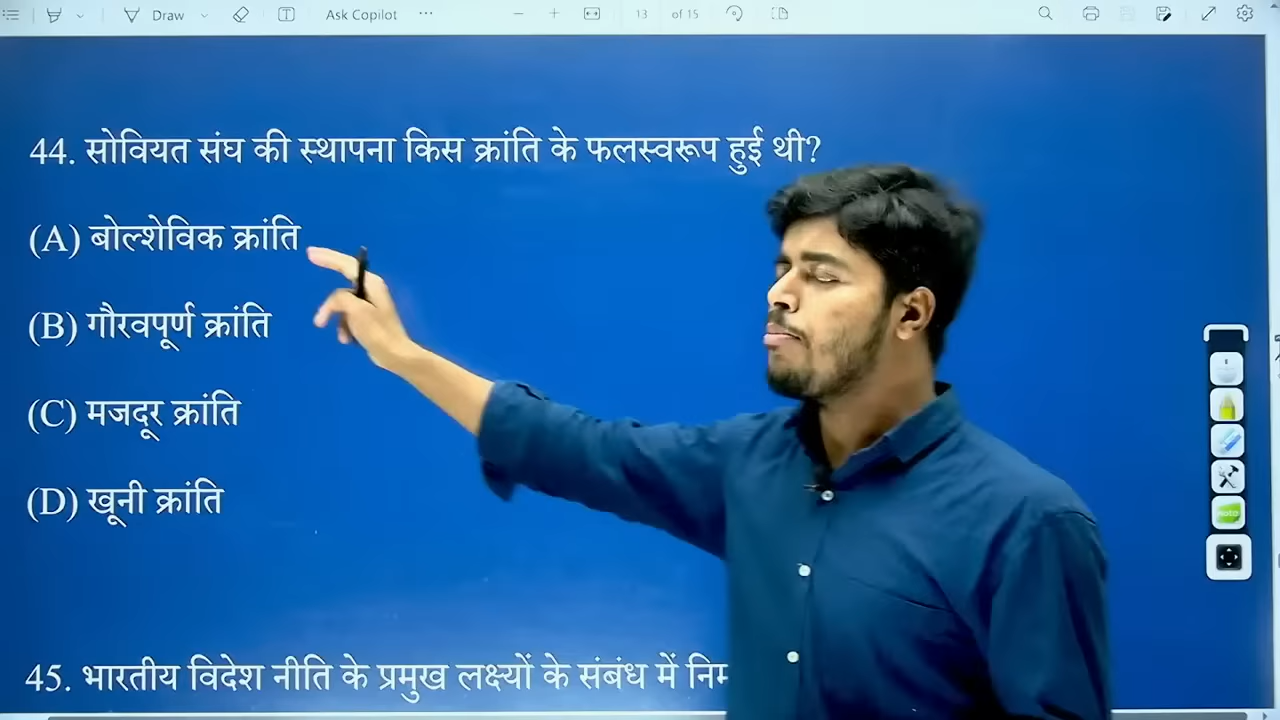 Draw
Ask Copilot
13 of 15
44. सोवियत संघ की स्थापना किस क्रांति के फलस्वरूप हुई थी?
(A) बोल्शेविक क्रांति
(B) गौरवपूर्ण क्रांति
(C) मजदूर क्रांति
(D) खूनी क्रांति
45. भारतीय विदेश नीति के प्रमुख लक्ष्यों के संबंध में